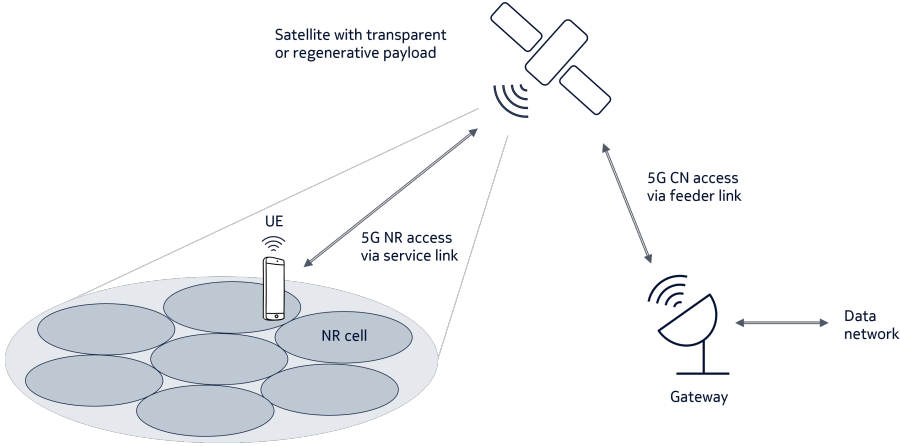 Satellite with transparent
or regenerative payload
5G CN access
via feeder link
UE
5G NR access
via service link
NR cell
Data
network
Gateway